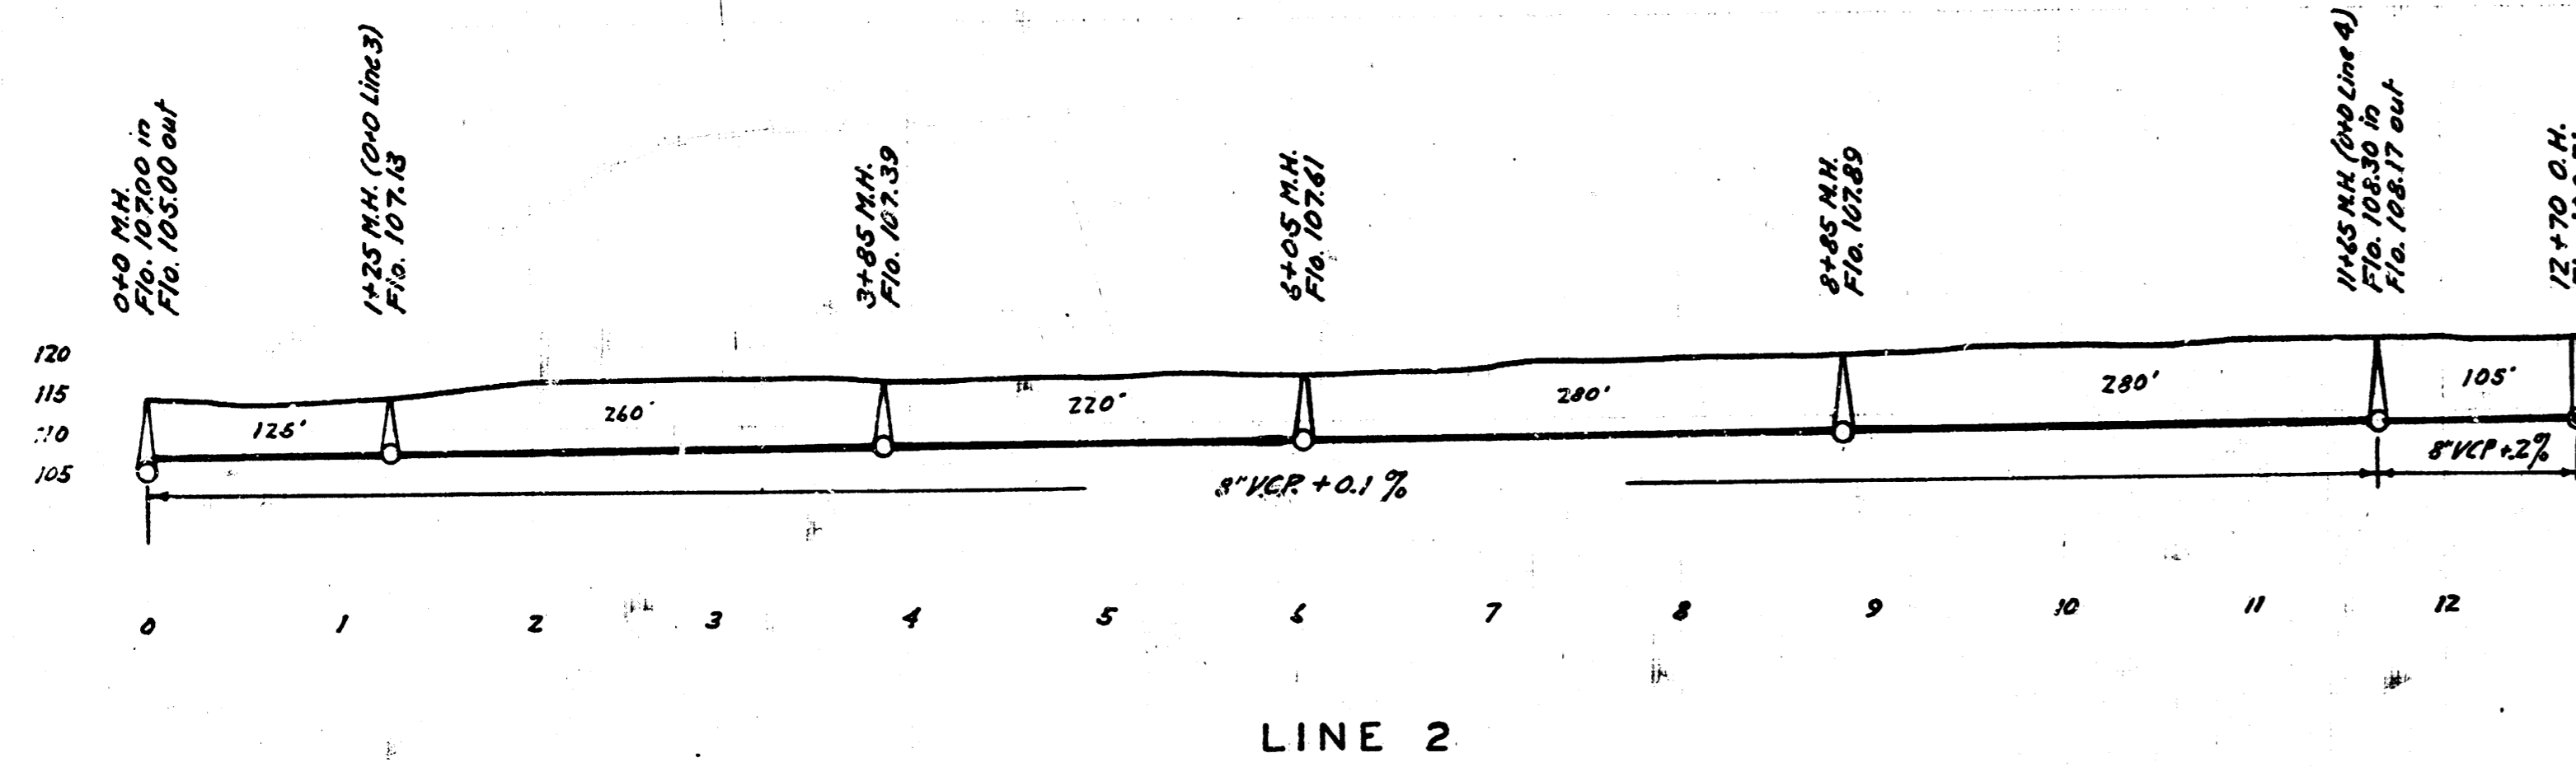 0+0 M.H.
Flo. 107.00 in
Flo. 105.00 out
1+25 M.H. (0+0 Line 3)
Flo. 107.13
3+85 M.H.
Flo. 107.39
6+05 M.H.
Flo. 107.61
8+85 M.H.
Flo. 107.89
11+65 M.H. (0+0 Line 4)
Flo. 108.30 in
Flo. 108.17 out
12+70 O.H.
120
115
105
125'
260'
220'
280'
280'
105'
8" V.C.P. +0.1 %
8" VCP +.2%
0 1 2 3 4 5 6 7 8 9 10 11 12
LINE 2